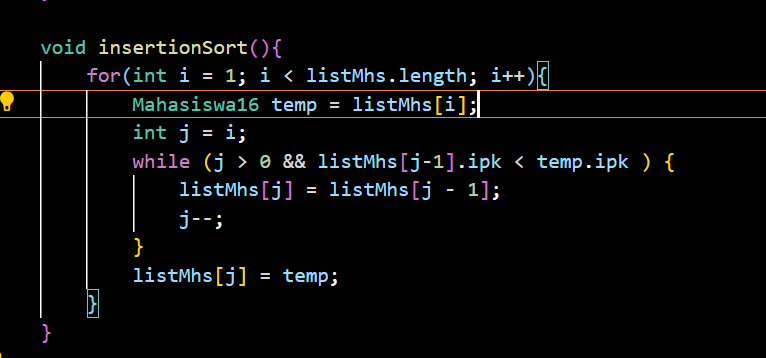 void insertionSort(){
for(int i = 1; i < listMhs.length; i++){
Mahasiswa16 temp = listMhs[i];
int j = i;
while (j > 0 && listMhs[j-1].ipk < temp.ipk ) {
listMhs[j] = listMhs[j - 1];
j--;
}
listMhs[j] = temp;
}
}